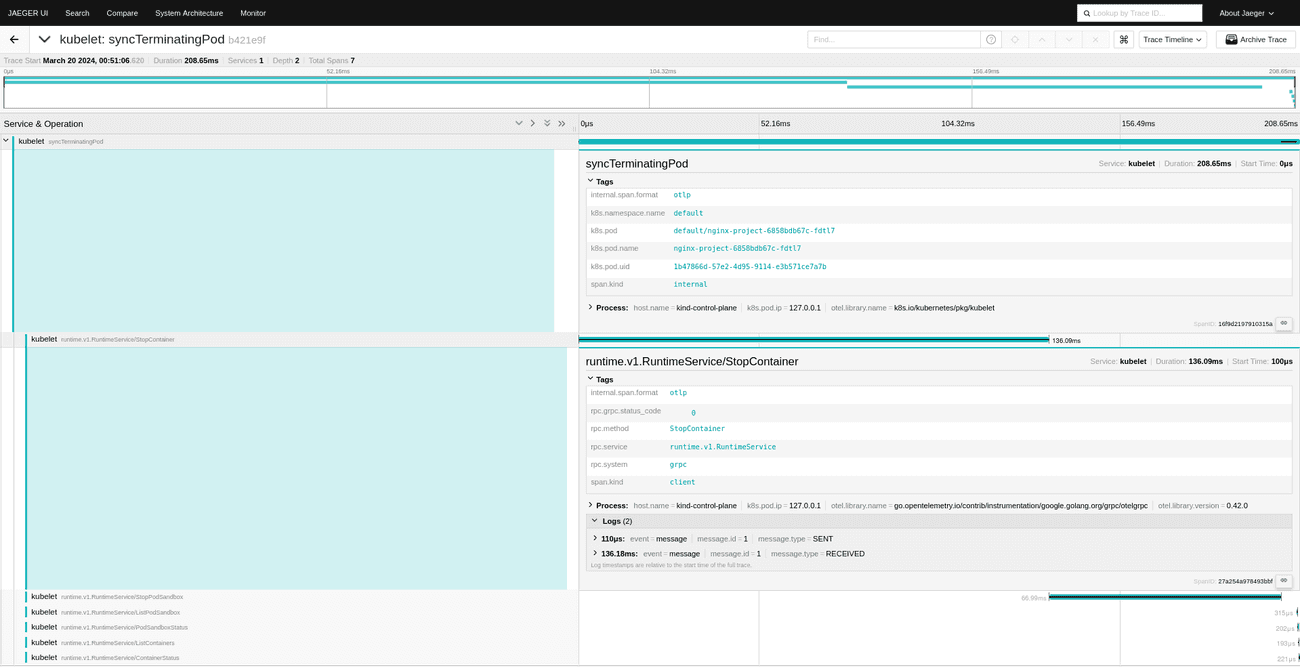 JAEGER UI Search Compare System Architecture Monitor Lookup by Trace ID... About Jaeger
kubelet: syncTerminatingPod b421e9f Find... Trace Timeline Archive Trace
Trace Start March 20 2024, 00:51:06.620 Duration 208.65ms Services 1 Depth 2 Total Spans 7
0μs 52.16ms 104.32ms 156.49ms 208.65ms
Service & Operation 0μs 52.16ms 104.32ms 156.49ms 208.65ms
kubelet syncTerminatingPod
syncTerminatingPod Service: kubelet Duration: 208.65ms Start Time: 0μs
Tags
internal.span.format otlp
k8s.namespace.name default
k8s.pod default/nginx-project-6858bdb67c-fdtl7
k8s.pod.name nginx-project-6858bdb67c-fdtl7
k8s.pod.uid 1b47866d-57e2-4d95-9114-e3b571ce7a7b
span.kind internal
Process: host.name = kind-control-plane k8s.pod.ip = 127.0.0.1 otel.library.name = k8s.io/kubernetes/pkg/kubelet
SpanID: 16f9d2197910315a
kubelet runtime.v1.RuntimeService/StopContainer 136.09ms
runtime.v1.RuntimeService/StopContainer Service: kubelet Duration: 136.09ms Start Time: 100μs
Tags
internal.span.format otlp
rpc.grpc.status_code 0
rpc.method StopContainer
rpc.service runtime.v1.RuntimeService
rpc.system grpc
span.kind client
Process: host.name = kind-control-plane k8s.pod.ip = 127.0.0.1 otel.library.name = go.opentelemetry.io/contrib/instrumentation/google.golang.org/grpc/otelgrpc otel.library.version = 0.42.0
Logs (2)
110μs: event = message message.id = 1 message.type = SENT
136.18ms: event = message message.id = 1 message.type = RECEIVED
Log timestamps are relative to the start time of the full trace.
SpanID: 27a254a978493bbf
kubelet runtime.v1.RuntimeService/StopPodSandbox 66.99ms
kubelet runtime.v1.RuntimeService/ListPodSandbox 315μs
kubelet runtime.v1.RuntimeService/PodSandboxStatus 202μs
kubelet runtime.v1.RuntimeService/ListContainers 193μs
kubelet runtime.v1.RuntimeService/ContainerStatus 221μs